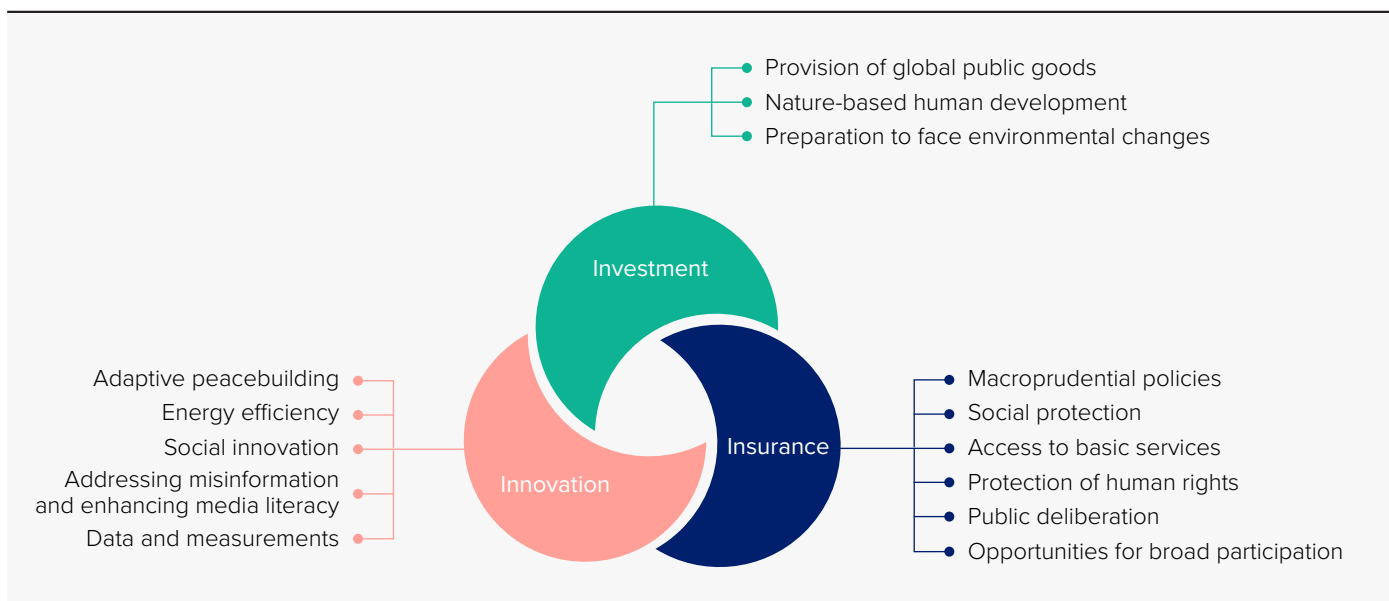 Provision of global public goods
Nature-based human development
Preparation to face environmental changes
Investment
Adaptive peacebuilding
Energy efficiency
Social innovation
Addressing misinformation
and enhancing media literacy
Data and measurements
Innovation
Insurance
Macroprudential policies
Social protection
Access to basic services
Protection of human rights
Public deliberation
Opportunities for broad participation